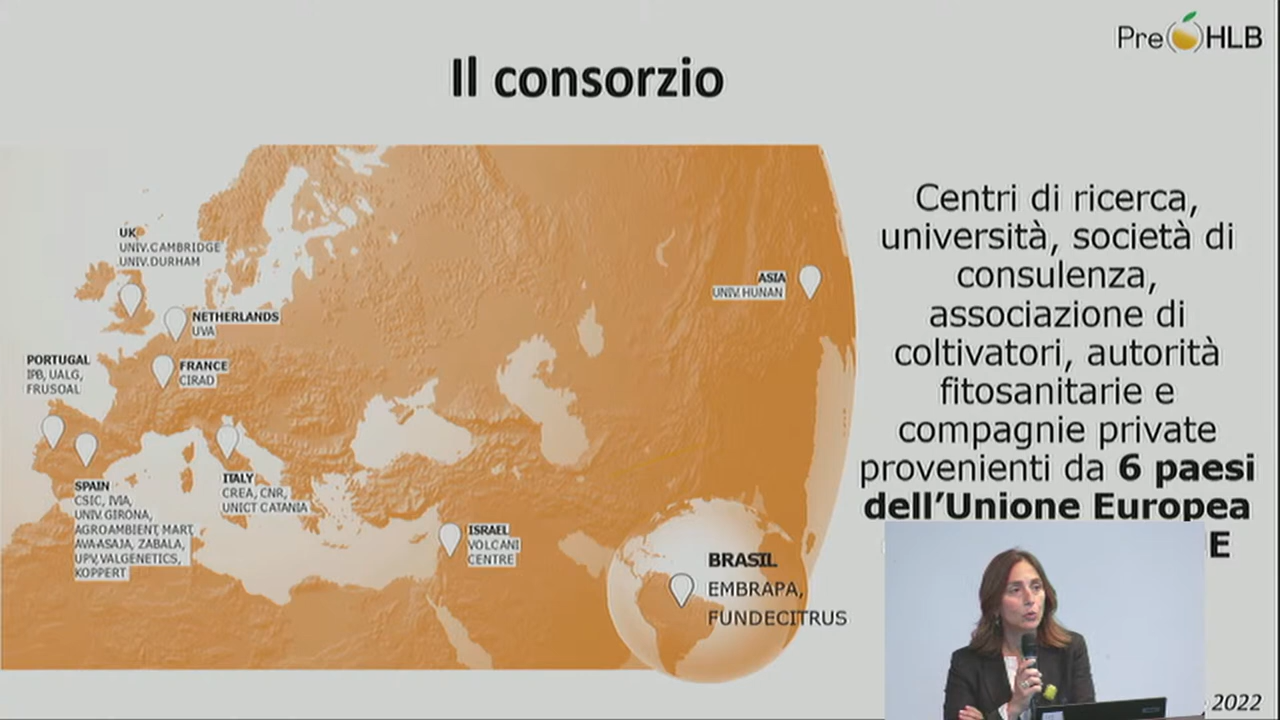 Pre HLB
Il consorzio
UK
UNIV.CAMBRIDGE
UNIV.DURHAM
NETHERLANDS
UVA
FRANCE
CIRAD
PORTUGAL
IPB, UALG,
FRUSOAL
SPAIN
CSIC, IVIA,
UNIV. GIRONA,
AGROAMBIENT, MART,
AVA-ASAJA, ZABALA,
UPV, VALGENETICS,
KOPPERT
ITALY
CREA, CNR,
UNICT CATANIA
ISRAEL
VOLCANI
CENTRE
ASIA
UNIV. HUNAN
BRASIL
EMBRAPA,
FUNDECITRUS
Centri di ricerca,
università, società di
consulenza,
associazione di
coltivatori, autorità
fitosanitarie e
compagnie private
provenienti da 6 paesi
dell’Unione Europea
2022